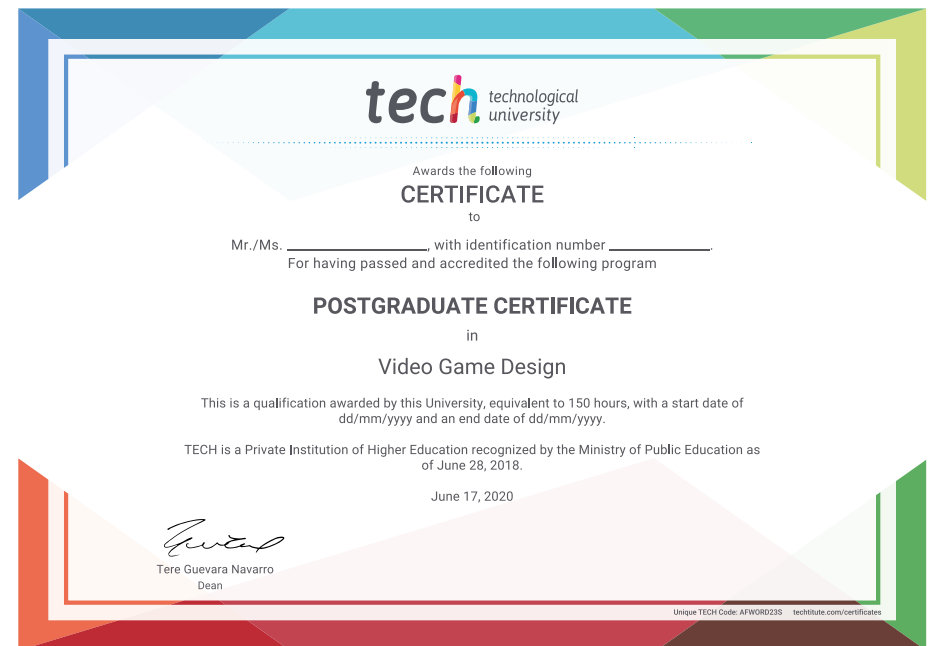 tech technological
university
Awards the following
CERTIFICATE
to
Mr./Ms. ____________________, with identification number ______________.
For having passed and accredited the following program
POSTGRADUATE CERTIFICATE
in
Video Game Design
This is a qualification awarded by this University, equivalent to 150 hours, with a start date of
dd/mm/yyyy and an end date of dd/mm/yyyy.
TECH is a Private Institution of Higher Education recognized by the Ministry of Public Education as
of June 28, 2018.
June 17, 2020
Tere Guevara Navarro
Dean
Unique TECH Code: AFWORD23S techtitute.com/certificates